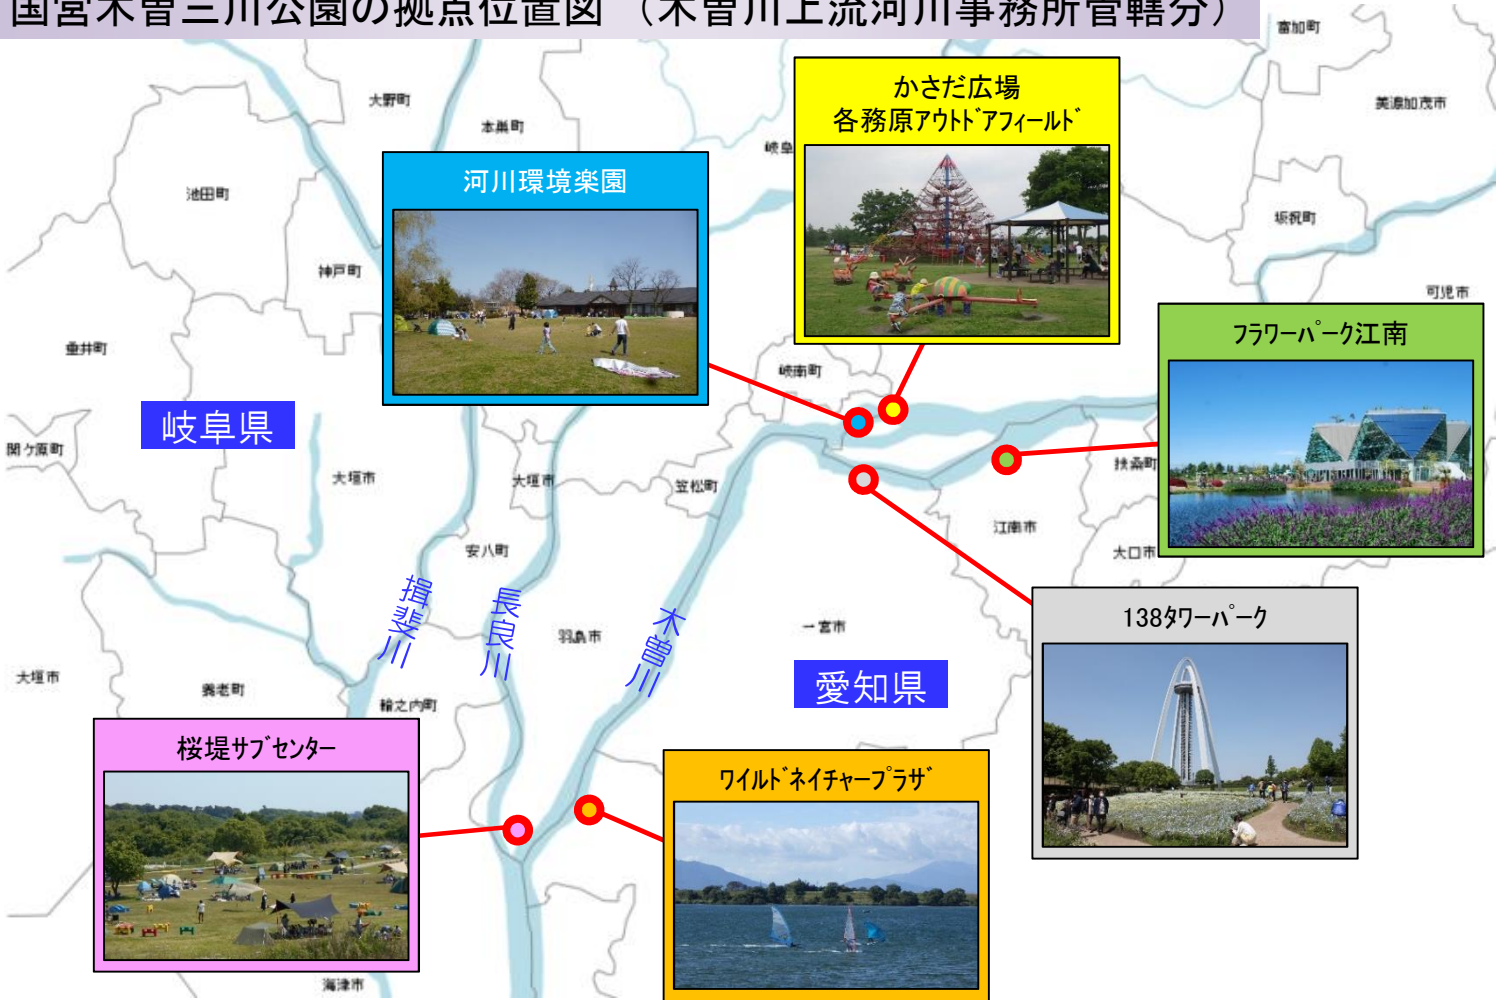 国営木曽三川公園の拠点位置図 （木曽川上流河川事務所管轄分）
富加町
大野町
本巣町
美濃加茂市
かさだ広場
各務原アウトドアフィールド
岐阜
河川環境楽園
池田町
坂祝町
神戸町
可児市
垂井町
フラワーパーク江南
岐南町
岐阜県
関ケ原町
大垣市
大垣市
笠松町
扶桑町
江南市
安八町
大口市
揖斐川
長良川
木曽川
羽島市
一宮市
138タワーパーク
大垣市
養老町
愛知県
輪之内町
桜堤サブセンター
ワイルドネイチャープラザ
海津市